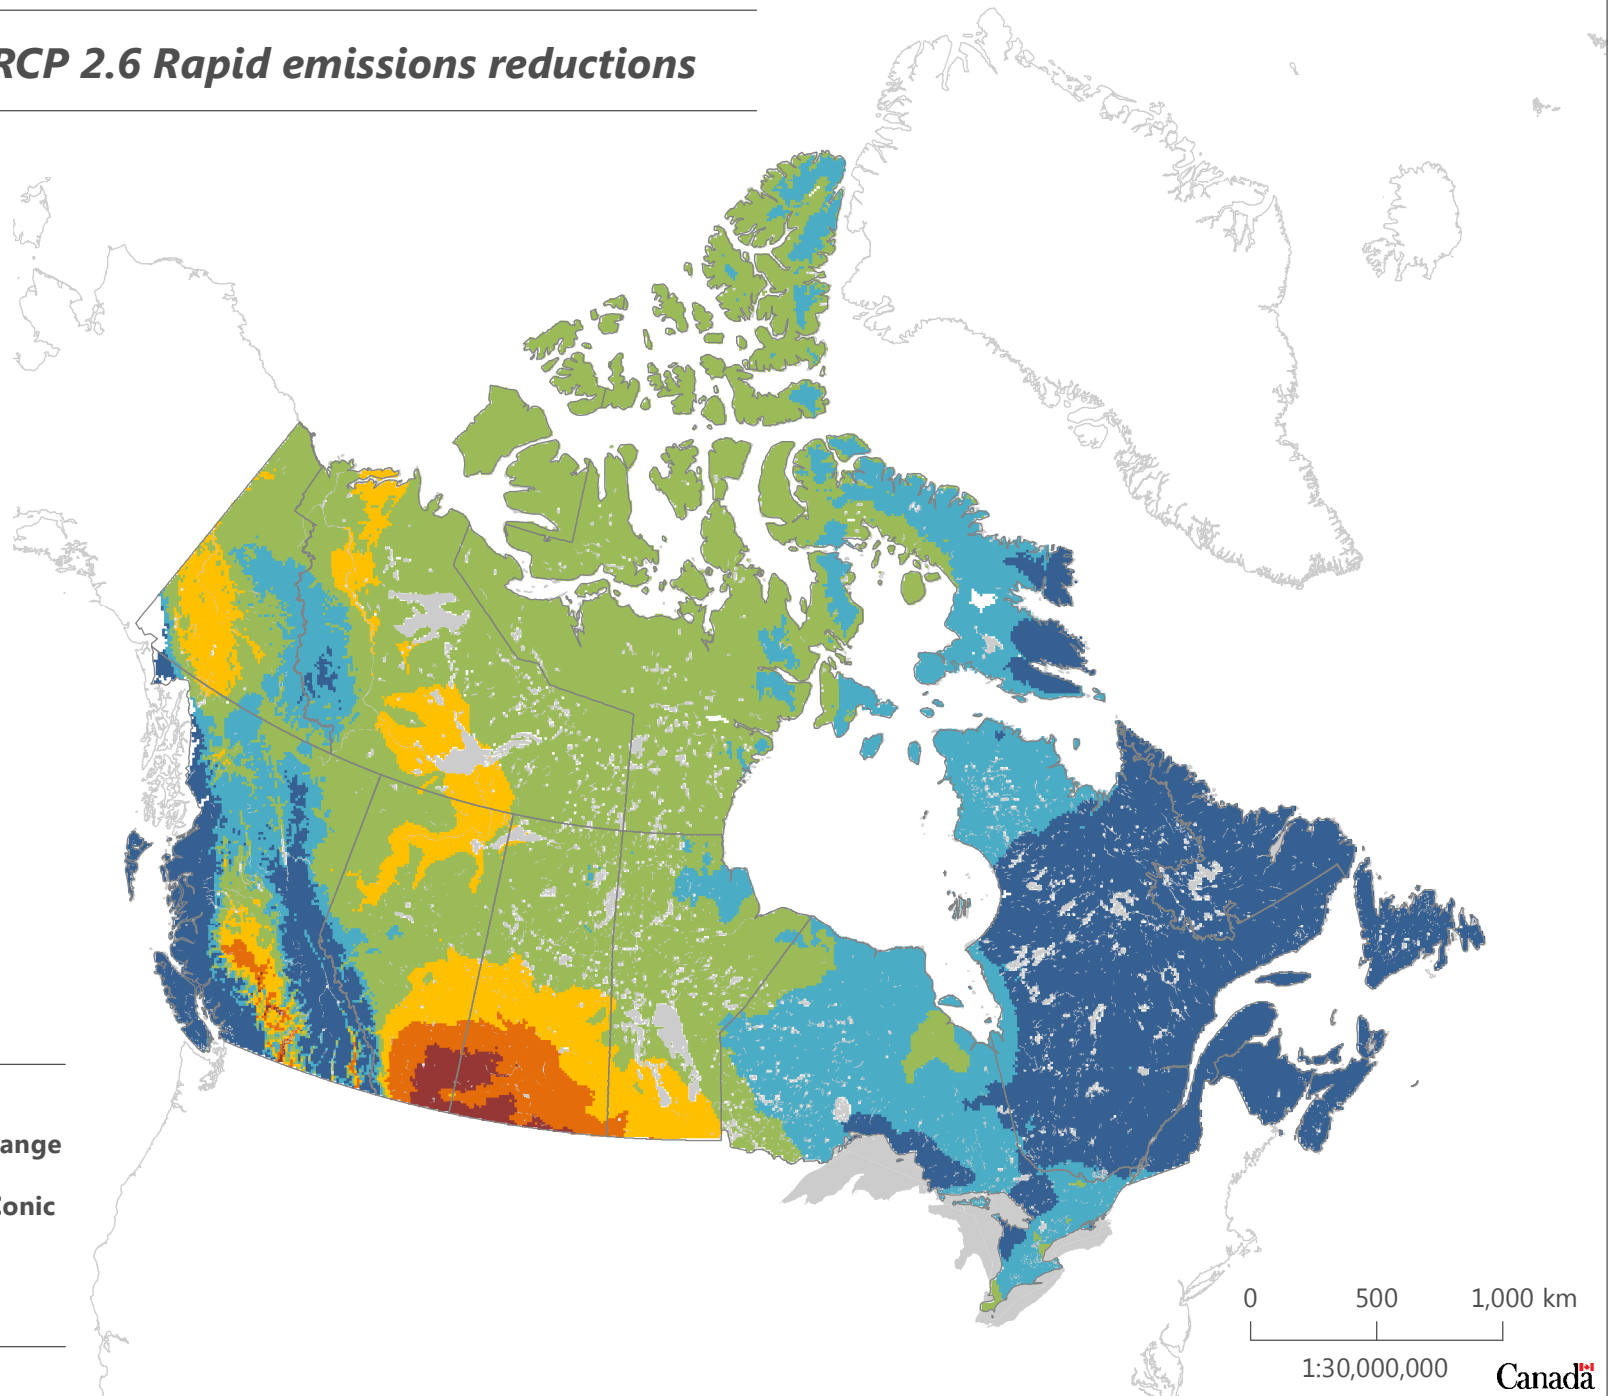 RCP 2.6 Rapid emissions reductions
ange
Conic
0 500 1,000 km
1:30,000,000
Canada